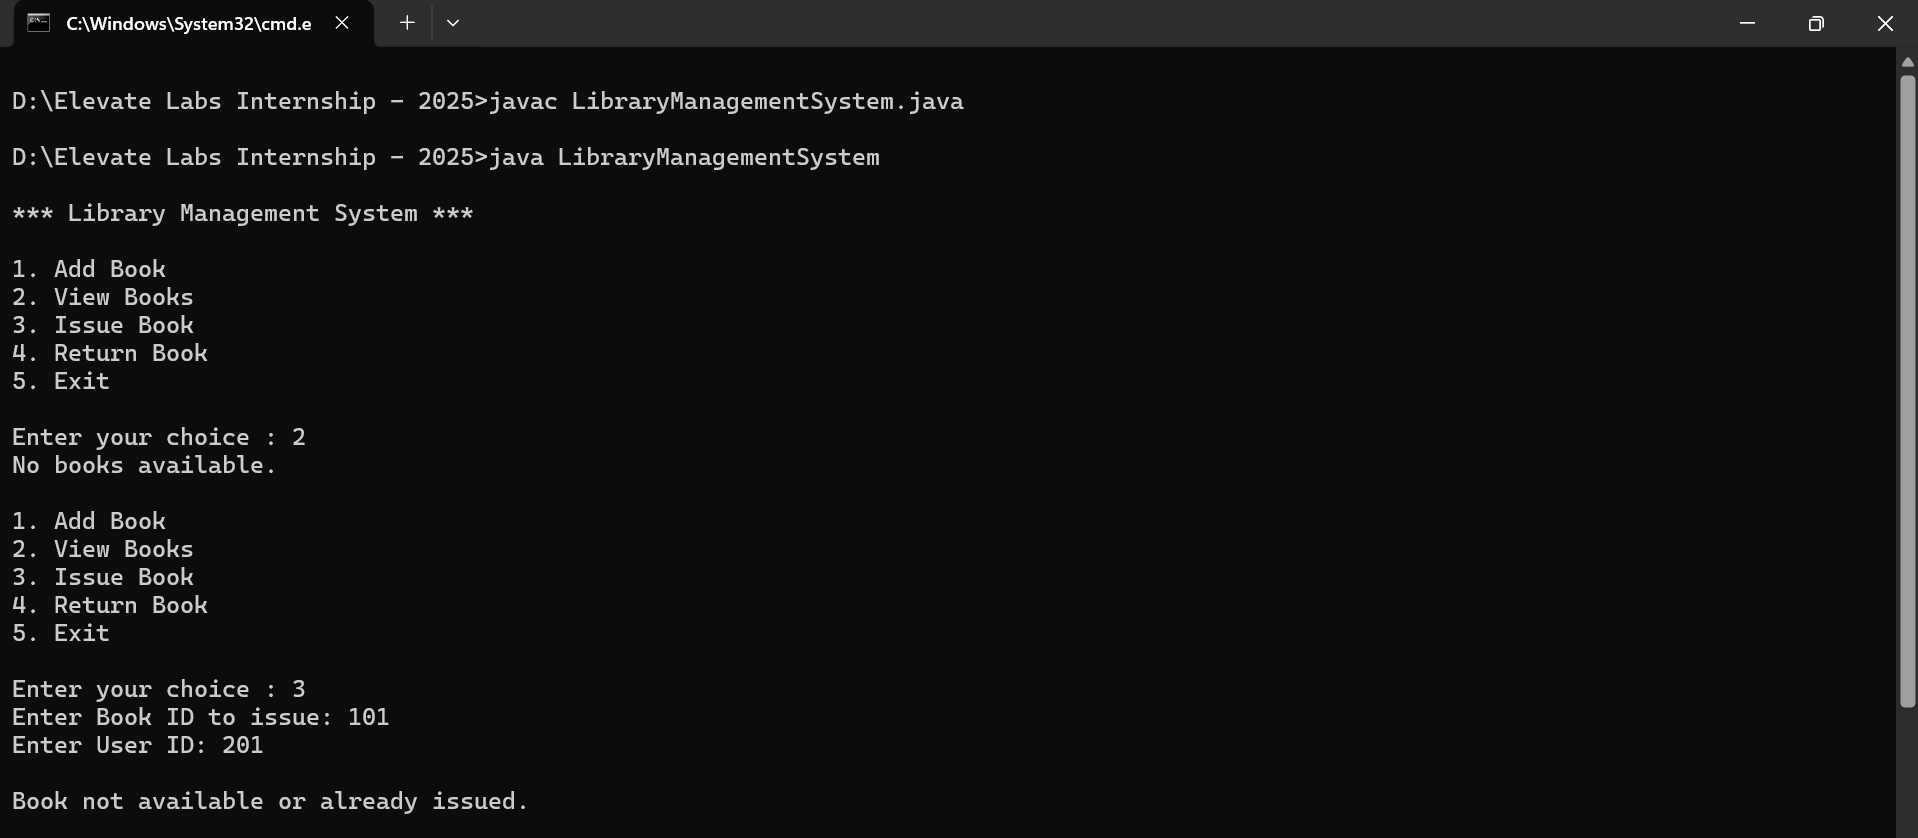 C:\Windows\System32\cmd.e
D:\Elevate Labs Internship - 2025>javac LibraryManagementSystem.java
D:\Elevate Labs Internship - 2025>java LibraryManagementSystem
*** Library Management System ***
1. Add Book
2. View Books
3. Issue Book
4. Return Book
5. Exit
Enter your choice : 2
No books available.
1. Add Book
2. View Books
3. Issue Book
4. Return Book
5. Exit
Enter your choice : 3
Enter Book ID to issue: 101
Enter User ID: 201
Book not available or already issued.